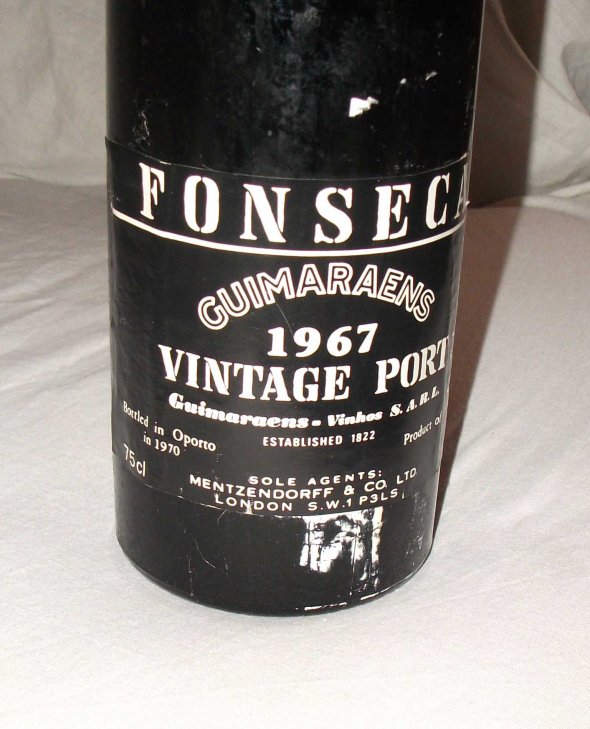 FONSECA
GUIMARAENS
1967
VINTAGE PORT
Guimaraens - Vinhos S.A.R.L.
ESTABLISHED 1822
Bottled in Oporto
in 1970
Product of
75cl
SOLE AGENTS:
MENTZENDORFF & CO. LTD
LONDON S.W.1 P3LS